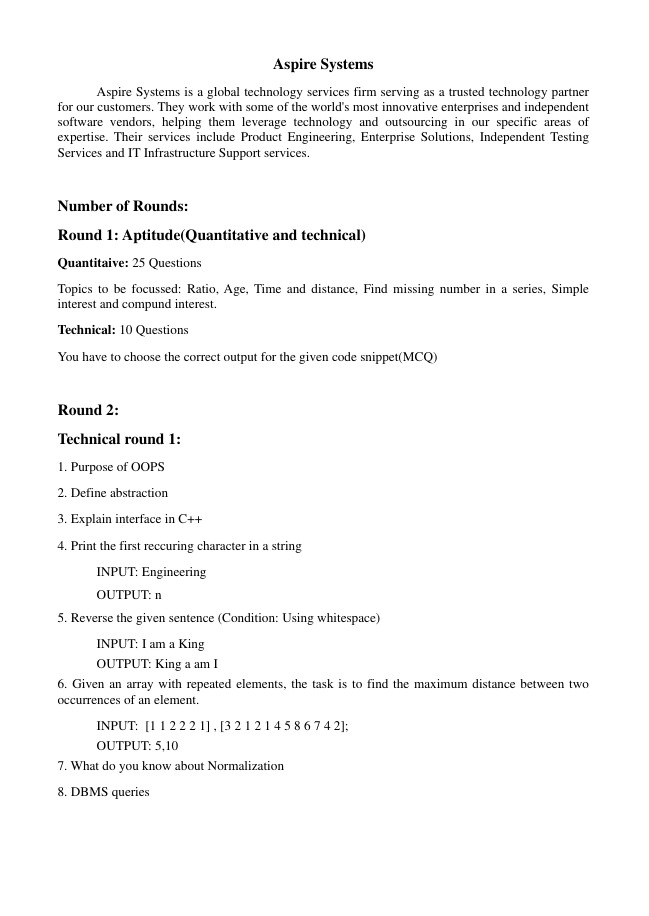 Aspire Systems
Aspire Systems is a global technology services firm serving as a trusted technology partner
for our customers. They work with some of the world's most innovative enterprises and independent
software vendors, helping them leverage technology and outsourcing in our specific areas of
expertise. Their services include Product Engineering, Enterprise Solutions, Independent Testing
Services and IT Infrastructure Support services.
Number of Rounds:
Round 1: Aptitude(Quantitative and technical)
Quantitaive: 25 Questions
Topics to be focussed: Ratio, Age, Time and distance, Find missing number in a series, Simple
interest and compund interest.
Technical: 10 Questions
You have to choose the correct output for the given code snippet(MCQ)
Round 2:
Technical round 1:
1. Purpose of OOPS
2. Define abstraction
3. Explain interface in C++
4. Print the first reccuring character in a string
INPUT: Engineering
OUTPUT: n
5. Reverse the given sentence (Condition: Using whitespace)
INPUT: I am a King
OUTPUT: King a am I
6. Given an array with repeated elements, the task is to find the maximum distance between two
occurrences of an element.
INPUT:  [1 1 2 2 2 1] , [3 2 1 2 1 4 5 8 6 7 4 2];
OUTPUT: 5,10
7. What do you know about Normalization
8. DBMS queries